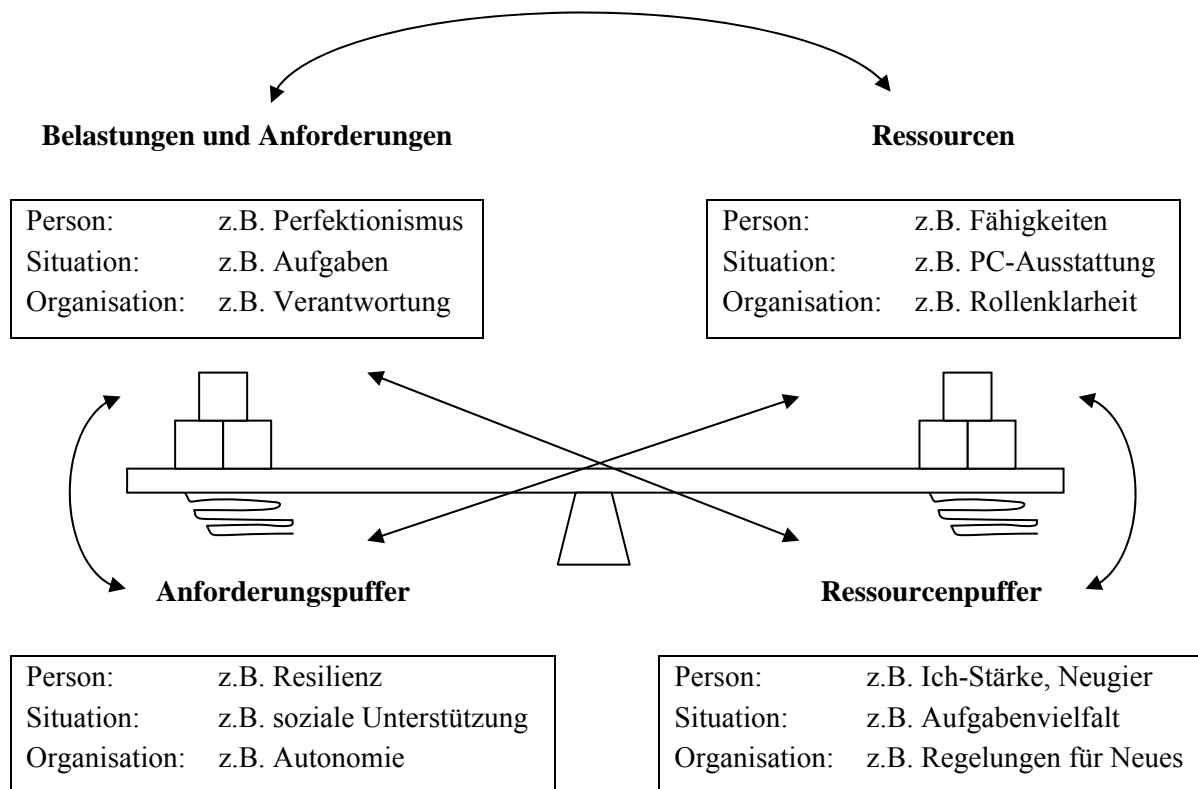 Belastungen und Anforderungen
Ressourcen
Person: z.B. Perfektionismus
Situation: z.B. Aufgaben
Organisation: z.B. Verantwortung
Person: z.B. Fähigkeiten
Situation: z.B. PC-Ausstattung
Organisation: z.B. Rollenklarheit
Anforderungspuffer
Ressourcenpuffer
Person: z.B. Resilienz
Situation: z.B. soziale Unterstützung
Organisation: z.B. Autonomie
Person: z.B. Ich-Stärke, Neugier
Situation: z.B. Aufgabenvielfalt
Organisation: z.B. Regelungen für Neues